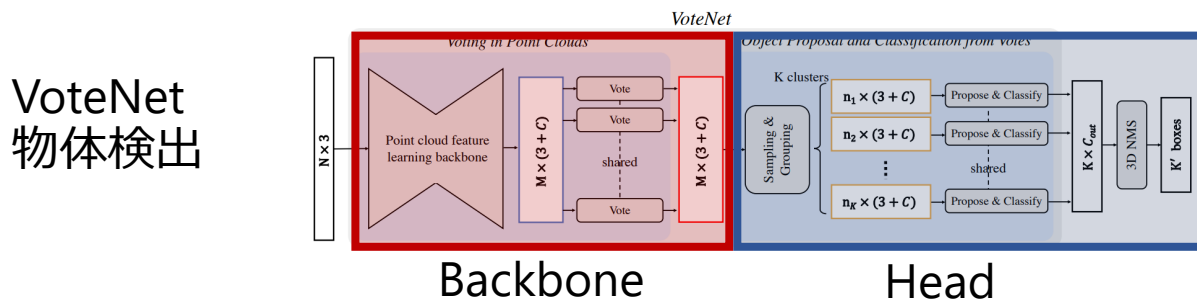 VoteNet
物体検出
VoteNet
Voting in Point Clouds
Object Proposal and Classification from Votes
N × 3
Point cloud feature
learning backbone
M × (3 + C)
Vote
Vote
shared
Vote
M × (3 + C)
Sampling &
Grouping
K clusters
n₁ × (3 + C)
n₂ × (3 + C)
⋮
n_K × (3 + C)
Propose & Classify
Propose & Classify
shared
Propose & Classify
K × C_out
3D NMS
K′ boxes
Backbone
Head